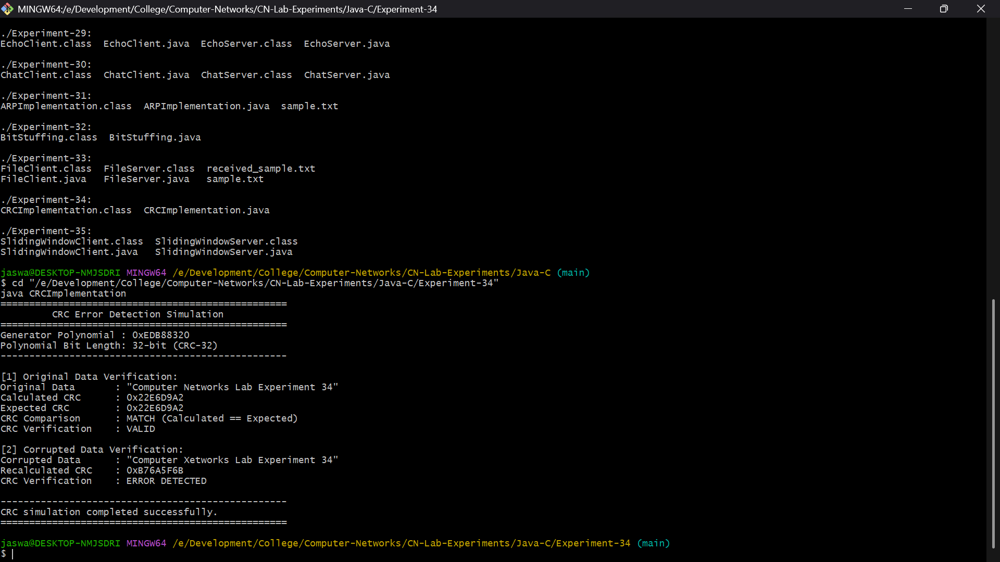 MINGW64:/e/Development/College/Computer-Networks/CN-Lab-Experiments/Java-C/Experiment-34
./Experiment-29:
EchoClient.class  EchoClient.java  EchoServer.class  EchoServer.java
./Experiment-30:
ChatClient.class  ChatClient.java  ChatServer.class  ChatServer.java
./Experiment-31:
ARPImplementation.class  ARPImplementation.java  sample.txt
./Experiment-32:
BitStuffing.class  BitStuffing.java
./Experiment-33:
FileClient.class  FileServer.class  received_sample.txt
FileClient.java   FileServer.java   sample.txt
./Experiment-34:
CRCImplementation.class  CRCImplementation.java
./Experiment-35:
SlidingWindowClient.class  SlidingWindowServer.class
SlidingWindowClient.java   SlidingWindowServer.java
jaswa@DESKTOP-NMJSDRI MINGW64 /e/Development/College/Computer-Networks/CN-Lab-Experiments/Java-C (main)
$ cd "/e/Development/College/Computer-Networks/CN-Lab-Experiments/Java-C/Experiment-34"
java CRCImplementation
==================================================
         CRC Error Detection Simulation
==================================================
Generator Polynomial : 0xEDB88320
Polynomial Bit Length: 32-bit (CRC-32)
--------------------------------------------------
[1] Original Data Verification:
Original Data       : "Computer Networks Lab Experiment 34"
Calculated CRC      : 0x22E6D9A2
Expected CRC        : 0x22E6D9A2
CRC Comparison      : MATCH (Calculated == Expected)
CRC Verification    : VALID
[2] Corrupted Data Verification:
Corrupted Data      : "Computer Xetworks Lab Experiment 34"
Recalculated CRC    : 0xB76A5F6B
CRC Verification    : ERROR DETECTED
--------------------------------------------------
CRC simulation completed successfully.
==================================================
jaswa@DESKTOP-NMJSDRI MINGW64 /e/Development/College/Computer-Networks/CN-Lab-Experiments/Java-C/Experiment-34 (main)
$